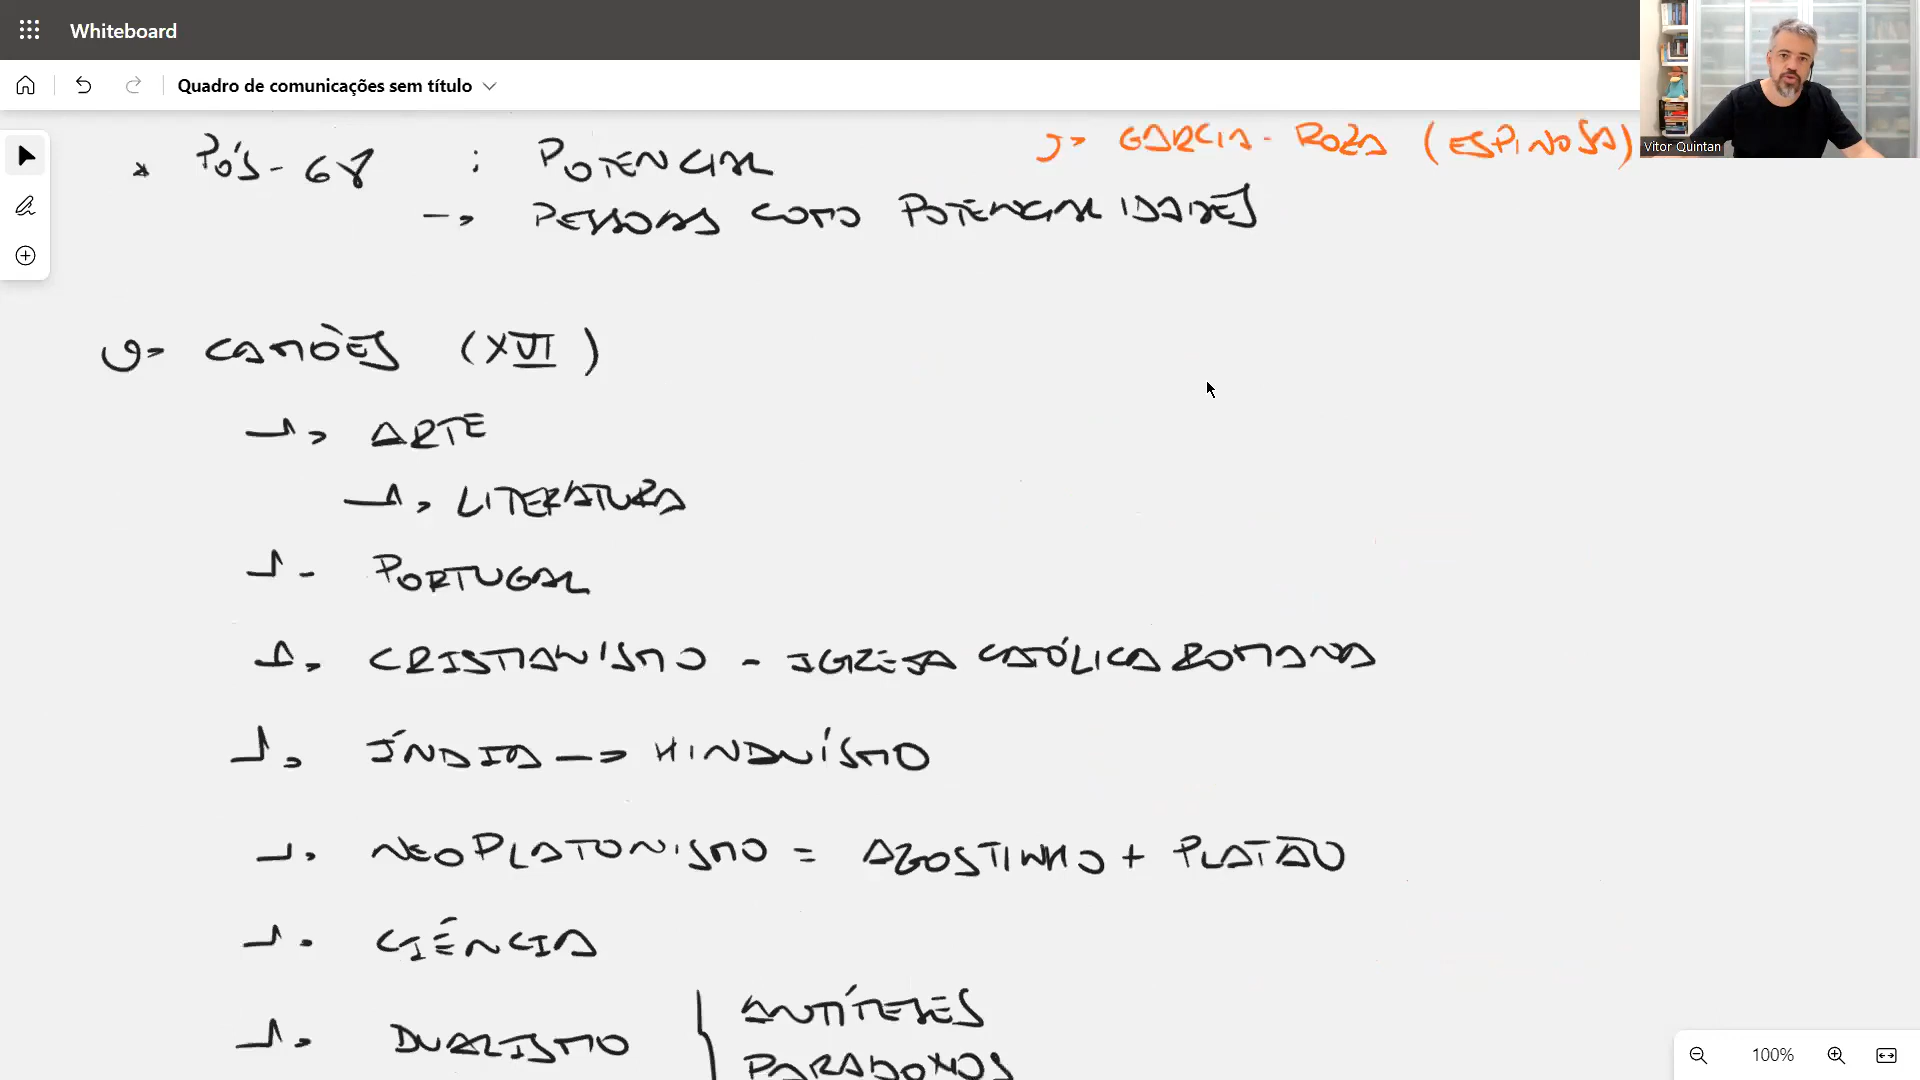 Whiteboard
Quadro de comunicações sem título
Vitor Quintan
* PÓS-68 : POTENCIAL
-> PESSOAS COMO POTENCIALIDADES
GARCIA-ROZA (ESPINOSA)
CAMÕES (XVI)
ARTE
LITERATURA
PORTUGAL
CRISTIANISMO - IGREJA CATÓLICA ROMANA
ÍNDIA -> HINDUÍSMO
NEOPLATONISMO = AGOSTINHO + PLATÃO
CIÊNCIA
DUALISMO { ANTÍTESES
PARADOXOS
100%